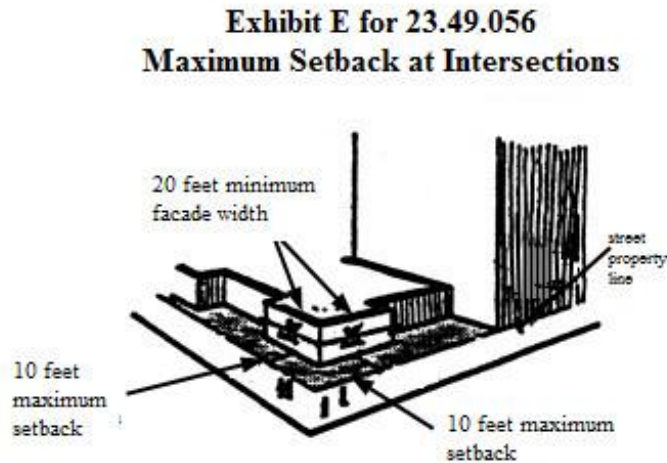 Exhibit E for 23.49.056
Maximum Setback at Intersections
20 feet minimum
facade width
street
property
line
10 feet
maximum
setback
10 feet maximum
setback